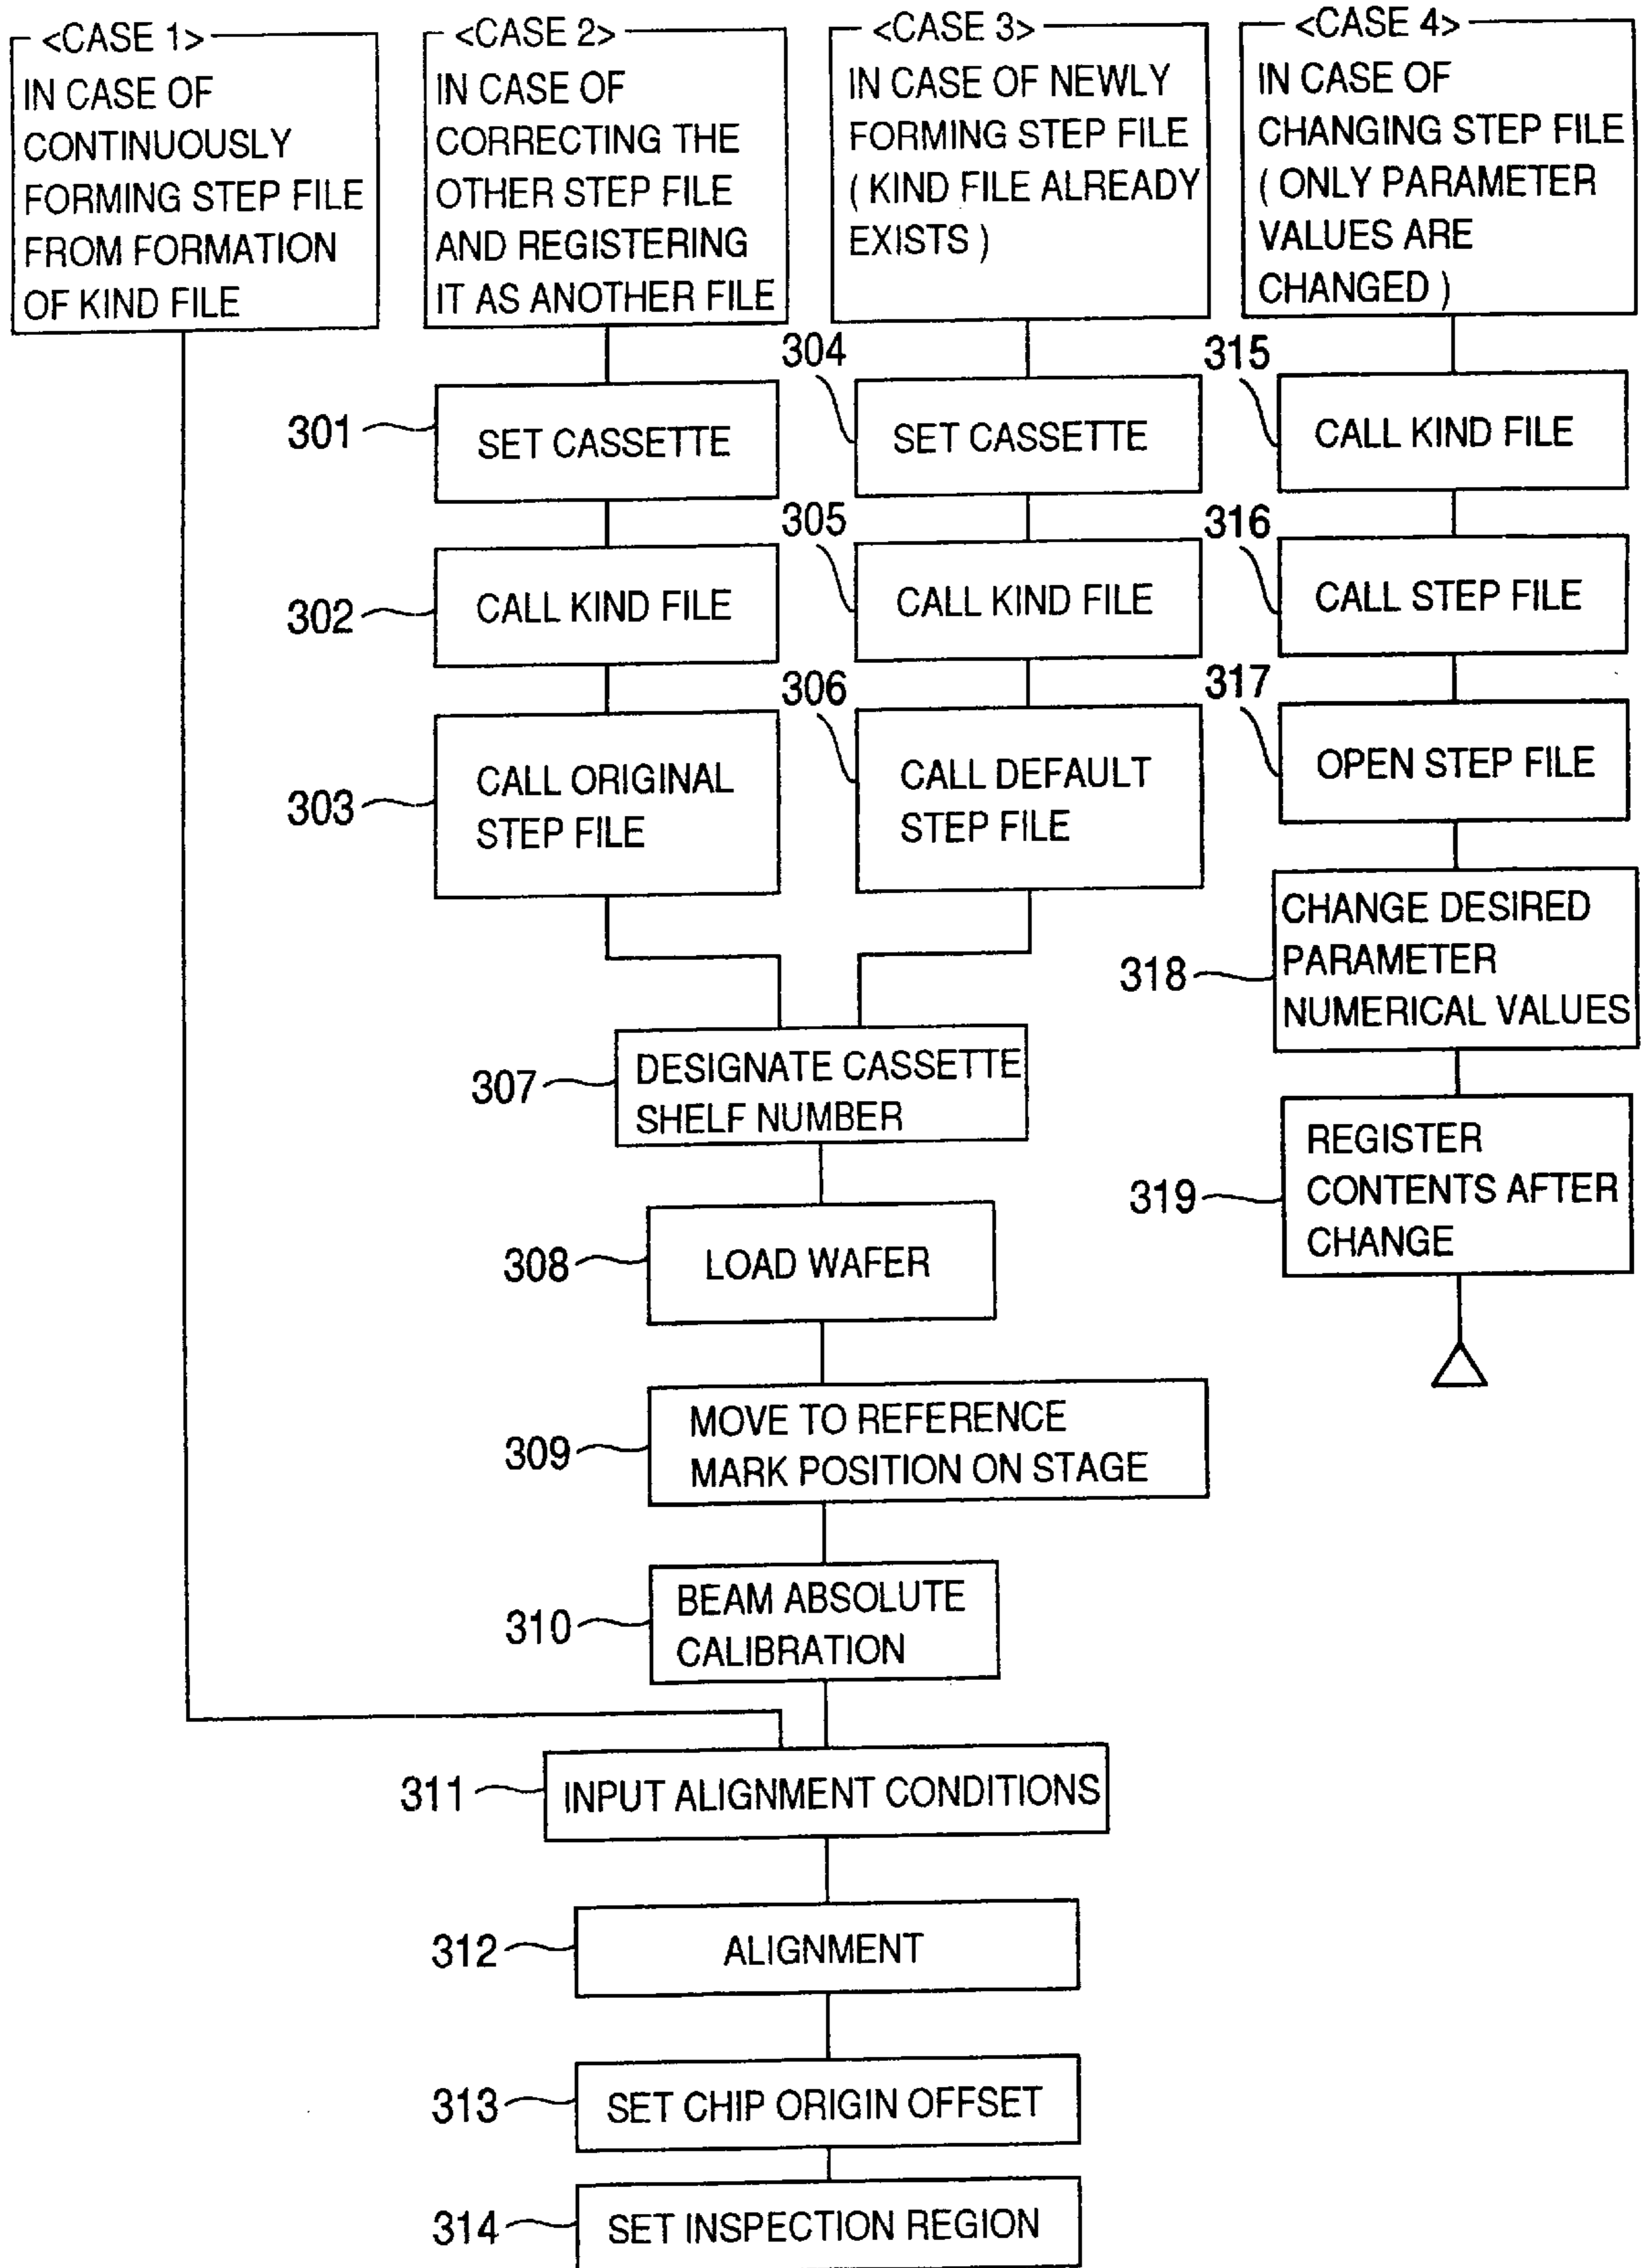 <CASE 1>
IN CASE OF
CONTINUOUSLY
FORMING STEP FILE
FROM FORMATION
OF KIND FILE
<CASE 2>
IN CASE OF
CORRECTING THE
OTHER STEP FILE
AND REGISTERING
IT AS ANOTHER FILE
<CASE 3>
IN CASE OF NEWLY
FORMING STEP FILE
( KIND FILE ALREADY
EXISTS )
<CASE 4>
IN CASE OF
CHANGING STEP FILE
( ONLY PARAMETER
VALUES ARE
CHANGED )
301
SET CASSETTE
302
CALL KIND FILE
303
CALL ORIGINAL
STEP FILE
304
SET CASSETTE
305
CALL KIND FILE
306
CALL DEFAULT
STEP FILE
315
CALL KIND FILE
316
CALL STEP FILE
317
OPEN STEP FILE
318
CHANGE DESIRED
PARAMETER
NUMERICAL VALUES
319
REGISTER
CONTENTS AFTER
CHANGE
307
DESIGNATE CASSETTE
SHELF NUMBER
308
LOAD WAFER
309
MOVE TO REFERENCE
MARK POSITION ON STAGE
310
BEAM ABSOLUTE
CALIBRATION
311
INPUT ALIGNMENT CONDITIONS
312
ALIGNMENT
313
SET CHIP ORIGIN OFFSET
314
SET INSPECTION REGION